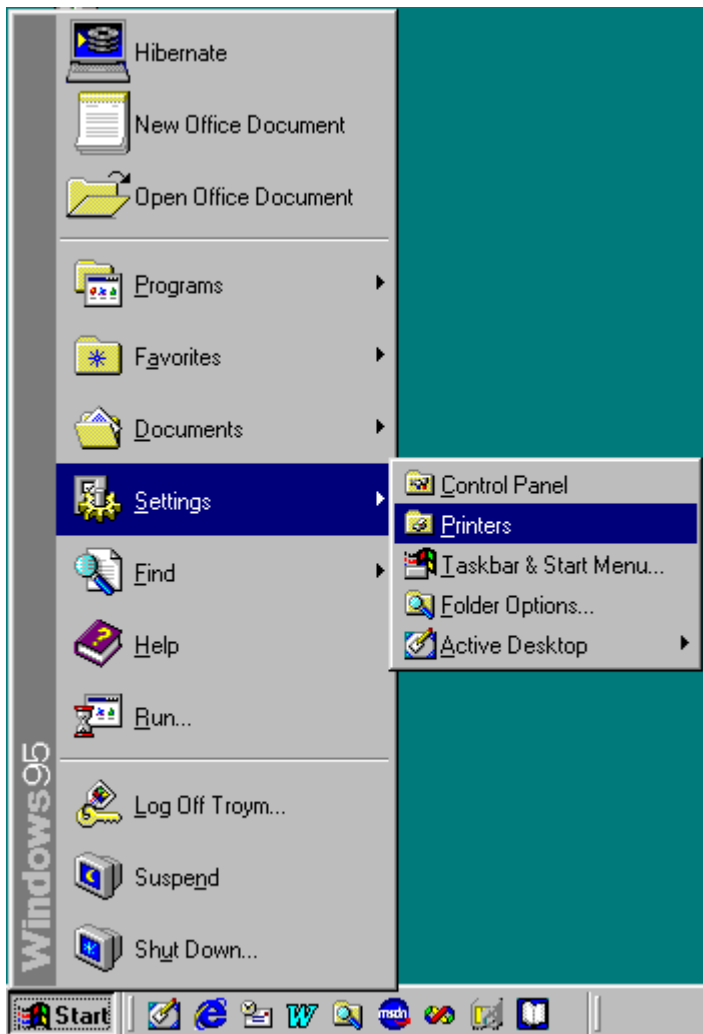 Hibernate
New Office Document
Open Office Document
Programs
Favorites
Documents
Settings
Find
Help
Run...
Log Off Troym...
Suspend
Shut Down...
Windows95
Control Panel
Printers
Taskbar & Start Menu...
Folder Options...
Active Desktop
Start
W
msdn